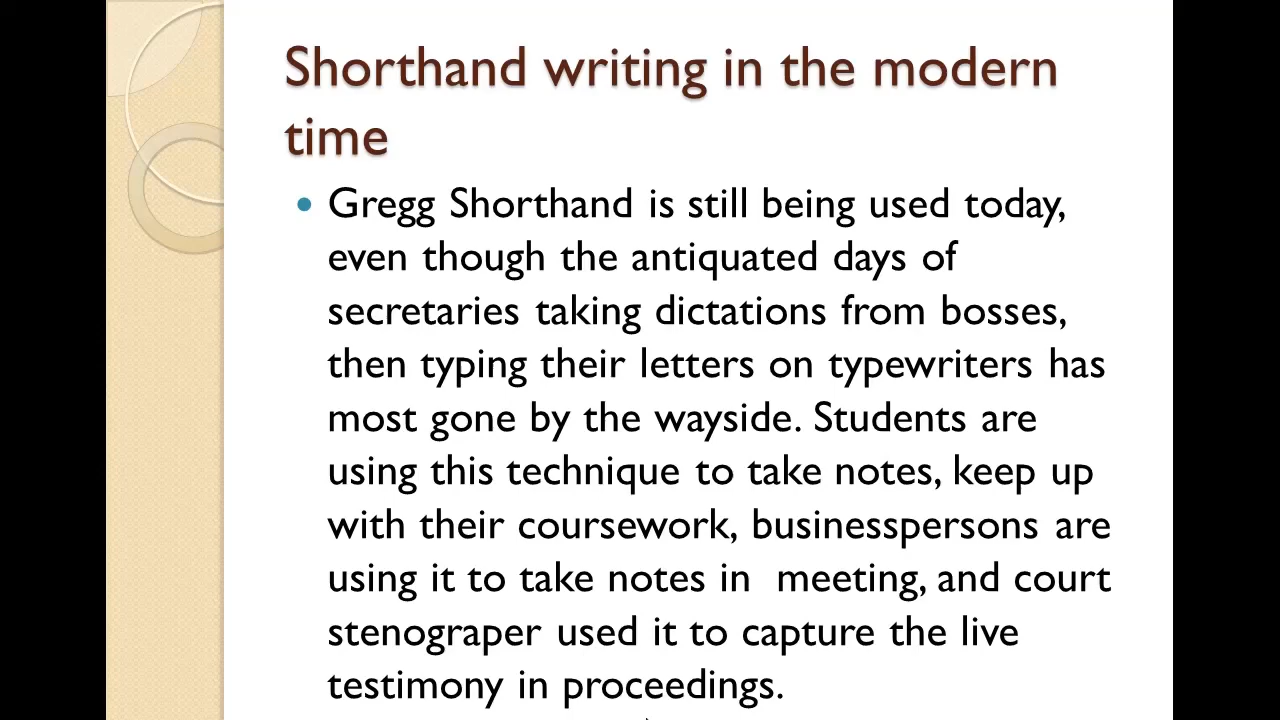 Shorthand writing in the modern
time
• Gregg Shorthand is still being used today,
even though the antiquated days of
secretaries taking dictations from bosses,
then typing their letters on typewriters has
most gone by the wayside. Students are
using this technique to take notes, keep up
with their coursework, businesspersons are
using it to take notes in  meeting, and court
stenograper used it to capture the live
testimony in proceedings.